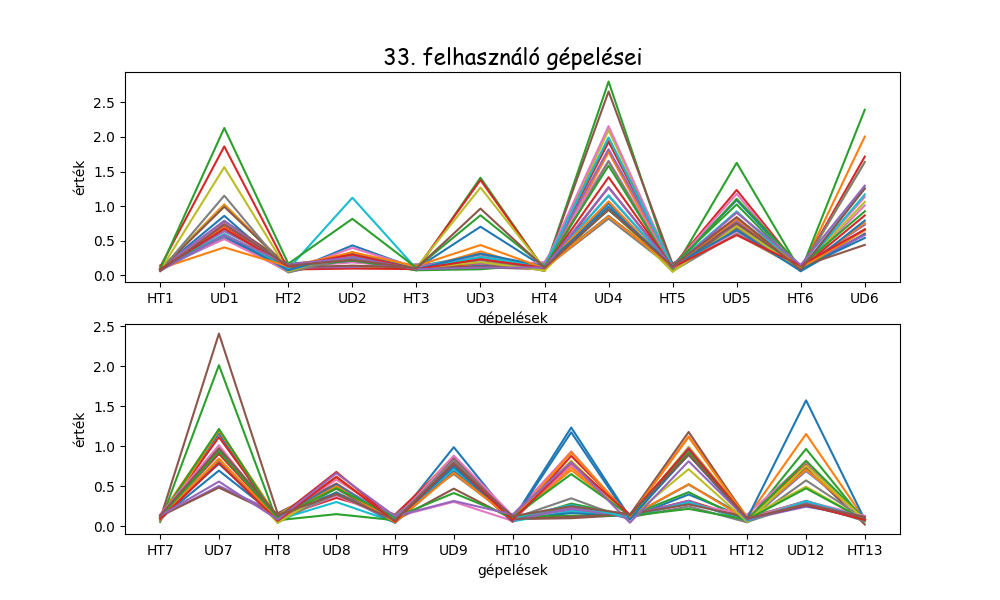 33. felhasználó gépelései
érték
2.5
2.0
1.5
1.0
0.5
0.0
HT1 UD1 HT2 UD2 HT3 UD3 HT4 UD4 HT5 UD5 HT6 UD6
gépelések
érték
2.5
2.0
1.5
1.0
0.5
0.0
HT7 UD7 HT8 UD8 HT9 UD9 HT10 UD10 HT11 UD11 HT12 UD12 HT13
gépelések